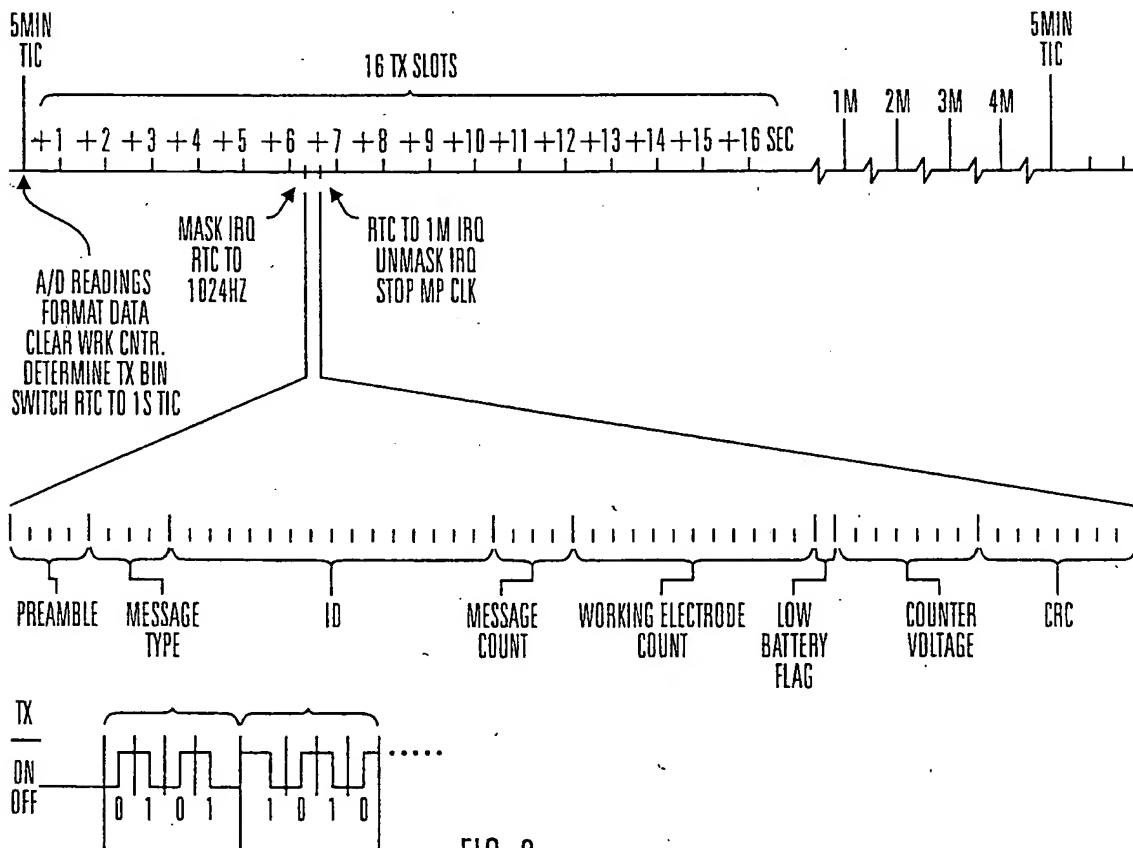 5MIN
TIC
16 TX SLOTS
5MIN
TIC
+1 +2 +3 +4 +5 +6 +7 +8 +9 +10 +11 +12 +13 +14 +15 +16 SEC
1M 2M 3M 4M
MASK IRQ
RTC TO
1024HZ
RTC TO 1M IRQ
UNMASK IRQ
STOP MP CLK
A/D READINGS
FORMAT DATA
CLEAR WRK CNTR.
DETERMINE TX BIN
SWITCH RTC TO 1S TIC
PREAMBLE
MESSAGE
TYPE
ID
MESSAGE
COUNT
WORKING ELECTRODE
COUNT
LOW
BATTERY
FLAG
COUNTER
VOLTAGE
CRC
TX
ON
OFF
0 1 0 1 1 0 1 0